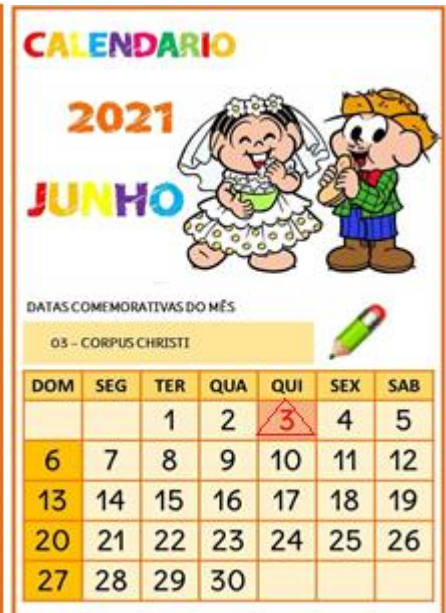 CALENDARIO
2021
JUNHO
DATAS COMEMORATIVAS DO MÊS
03 – CORPUS CHRISTI
DOM SEG TER QUA QUI SEX SAB
1 2 3 4 5
6 7 8 9 10 11 12
13 14 15 16 17 18 19
20 21 22 23 24 25 26
27 28 29 30